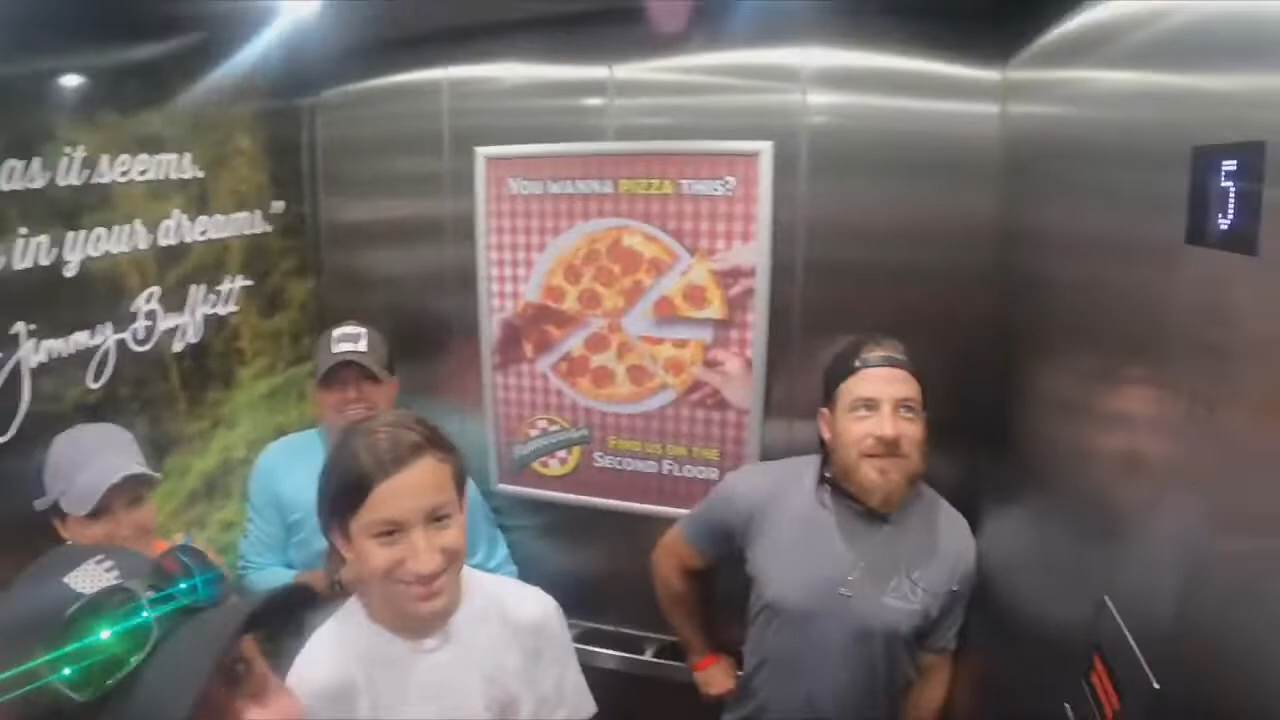 as it seems.
in your dreams."
Jimmy Buffett
YOU WANNA PIZZA THIS?
FIND US ON THE
SECOND FLOOR
5